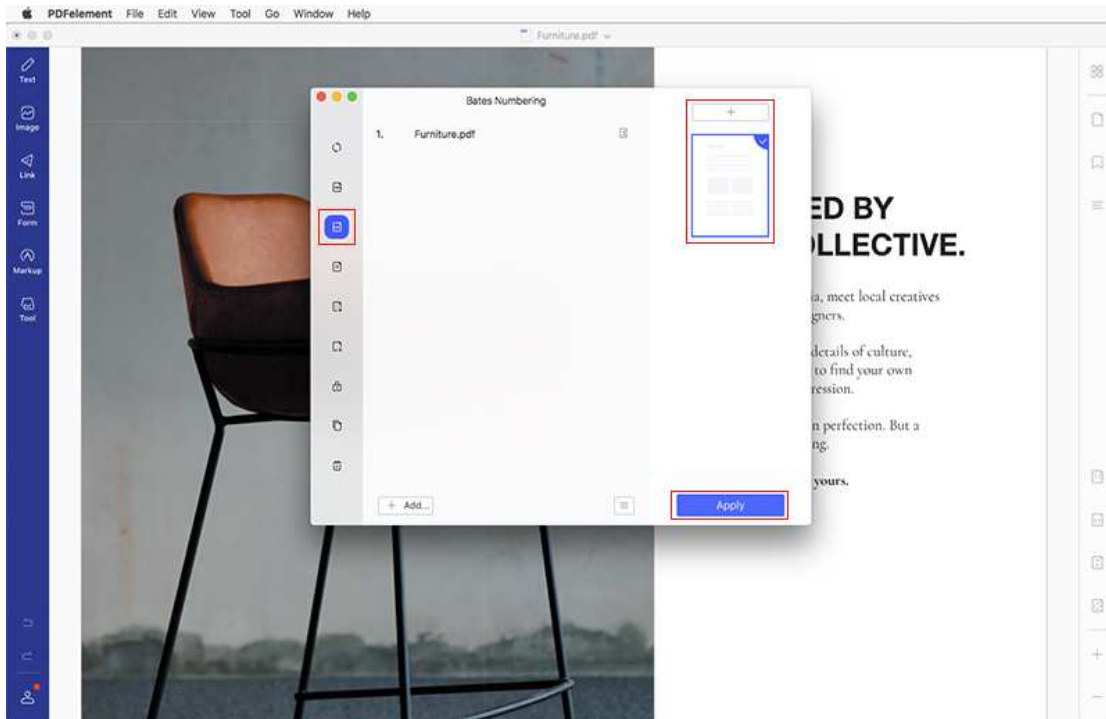 PDFelement File Edit View Tool Go Window Help
Furniture.pdf
Text
Image
Link
Form
Markup
Tool
Bates Numbering
1. Furniture.pdf
+ Add...
+
Apply
ED BY
LLECTIVE.
ia, meet local creatives
gners.
details of culture,
to find your own
ression.
n perfection. But a
ng.
yours.